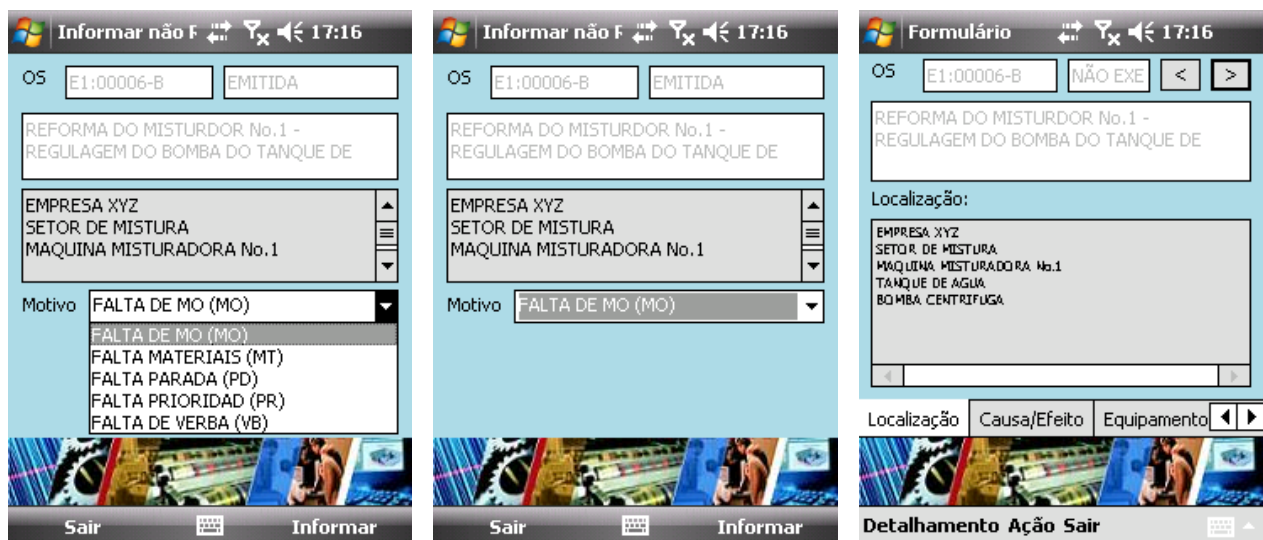 Informar não F 17:16
OS E1:00006-B EMITIDA
REFORMA DO MISTURDOR No.1 -
REGULAGEM DO BOMBA DO TANQUE DE
EMPRESA XYZ
SETOR DE MISTURA
MAQUINA MISTURADORA No.1
Motivo FALTA DE MO (MO)
FALTA DE MO (MO)
FALTA MATERIAIS (MT)
FALTA PARADA (PD)
FALTA PRIORIDAD (PR)
FALTA DE VERBA (VB)
Sair Informar
Informar não F 17:16
OS E1:00006-B EMITIDA
REFORMA DO MISTURDOR No.1 -
REGULAGEM DO BOMBA DO TANQUE DE
EMPRESA XYZ
SETOR DE MISTURA
MAQUINA MISTURADORA No.1
Motivo FALTA DE MO (MO)
Sair Informar
Formulário 17:16
OS E1:00006-B NÃO EXE < >
REFORMA DO MISTURDOR No.1 -
REGULAGEM DO BOMBA DO TANQUE DE
Localização:
EMPRESA XYZ
SETOR DE MISTURA
MAQUINA MISTURADORA No.1
TANQUE DE AGUA
BOMBA CENTRIFUGA
Localização Causa/Efeito Equipamento
Detalhamento Ação Sair